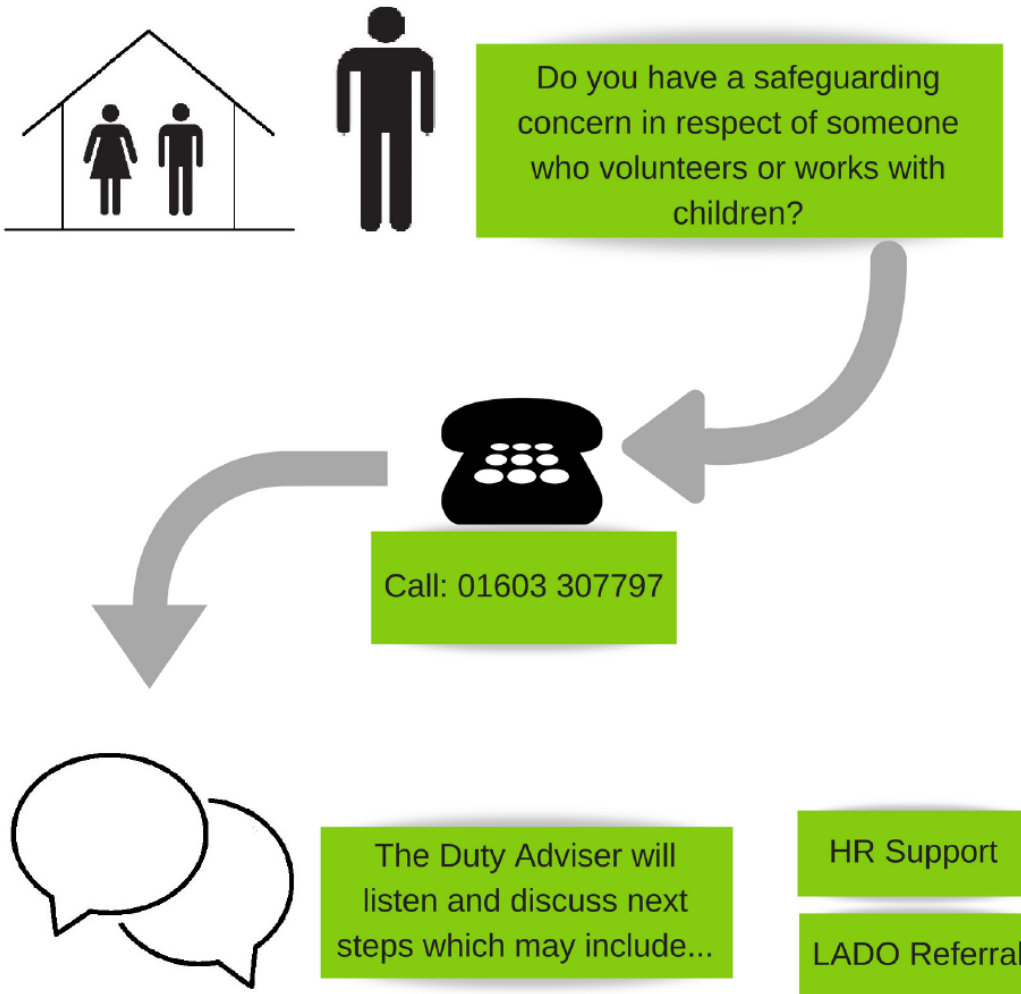 Do you have a safeguarding
concern in respect of someone
who volunteers or works with
children?
Call: 01603 307797
The Duty Adviser will
listen and discuss next
steps which may include...
HR Support
LADO Referral